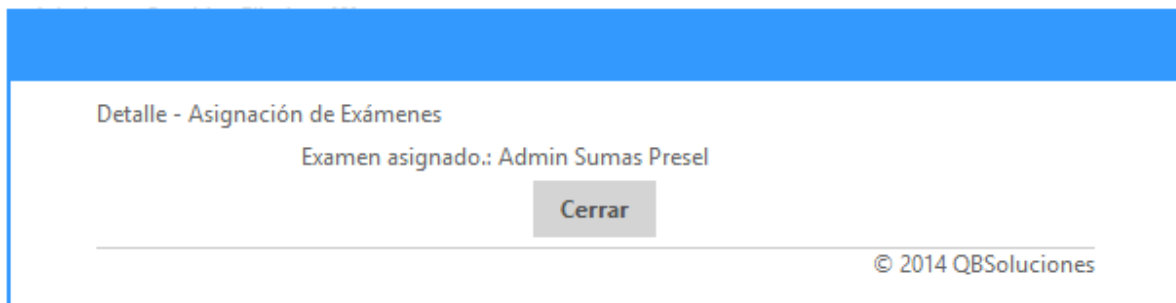 Detalle - Asignación de Exámenes
Examen asignado.: Admin Sumas Presel
Cerrar
© 2014 QBSoluciones